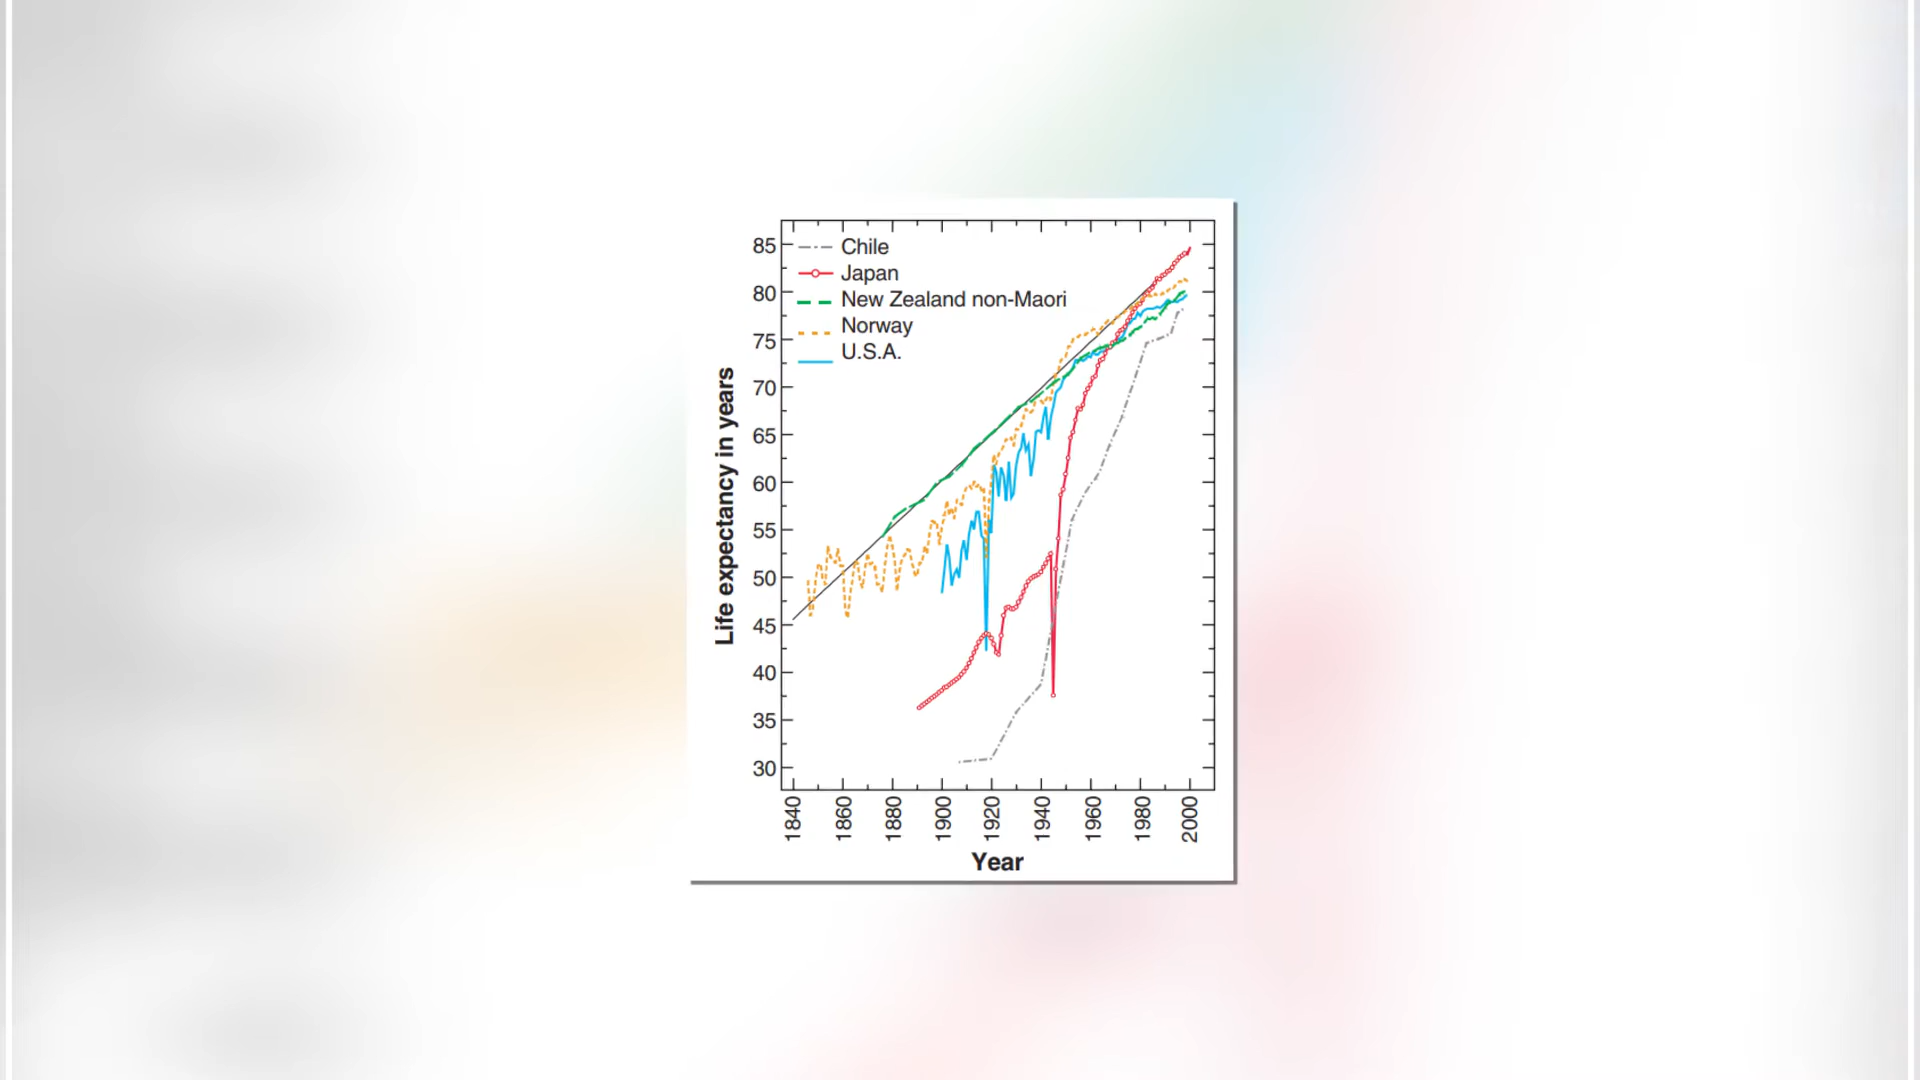 Chile
Japan
New Zealand non-Maori
Norway
U.S.A.
Life expectancy in years
85
80
75
70
65
60
55
50
45
40
35
30
1840 1860 1880 1900 1920 1940 1960 1980 2000
Year